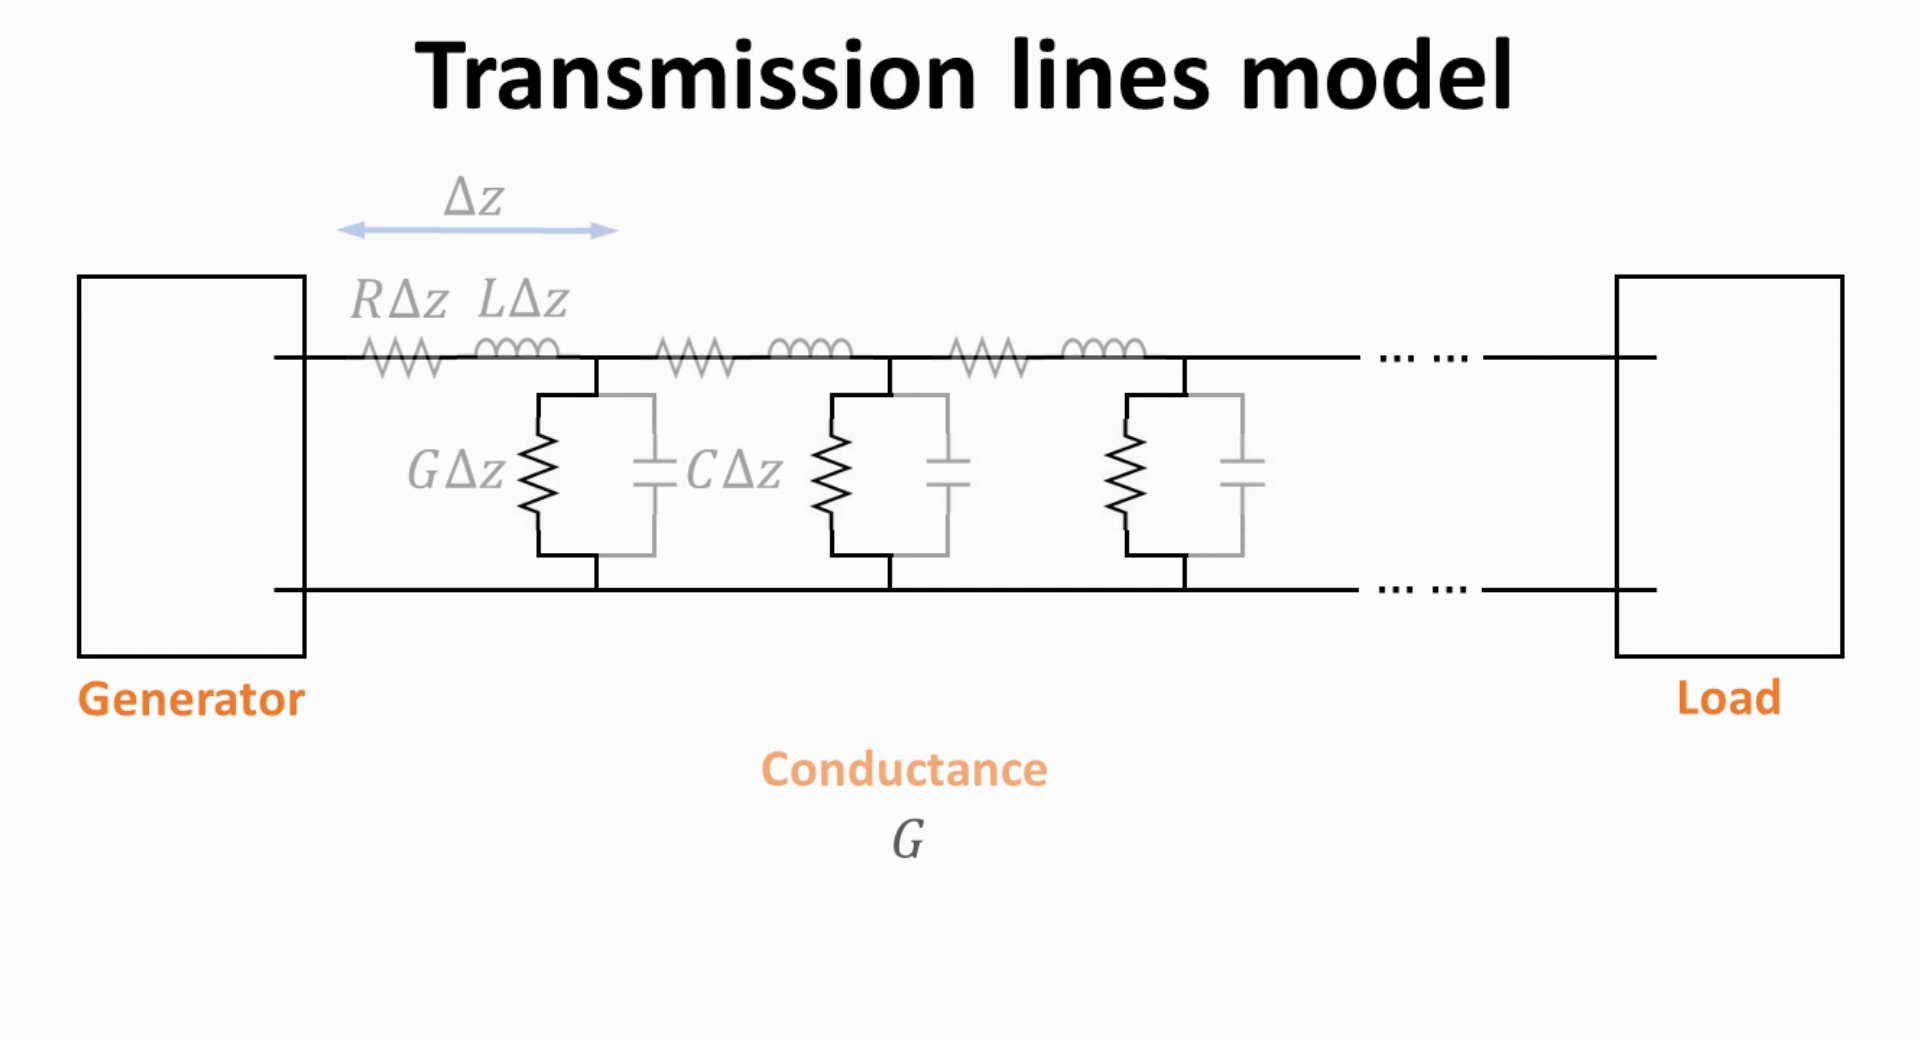 Transmission lines model
Δz
RΔz LΔz
... ...
GΔz CΔz
... ...
Generator
Load
Conductance
G